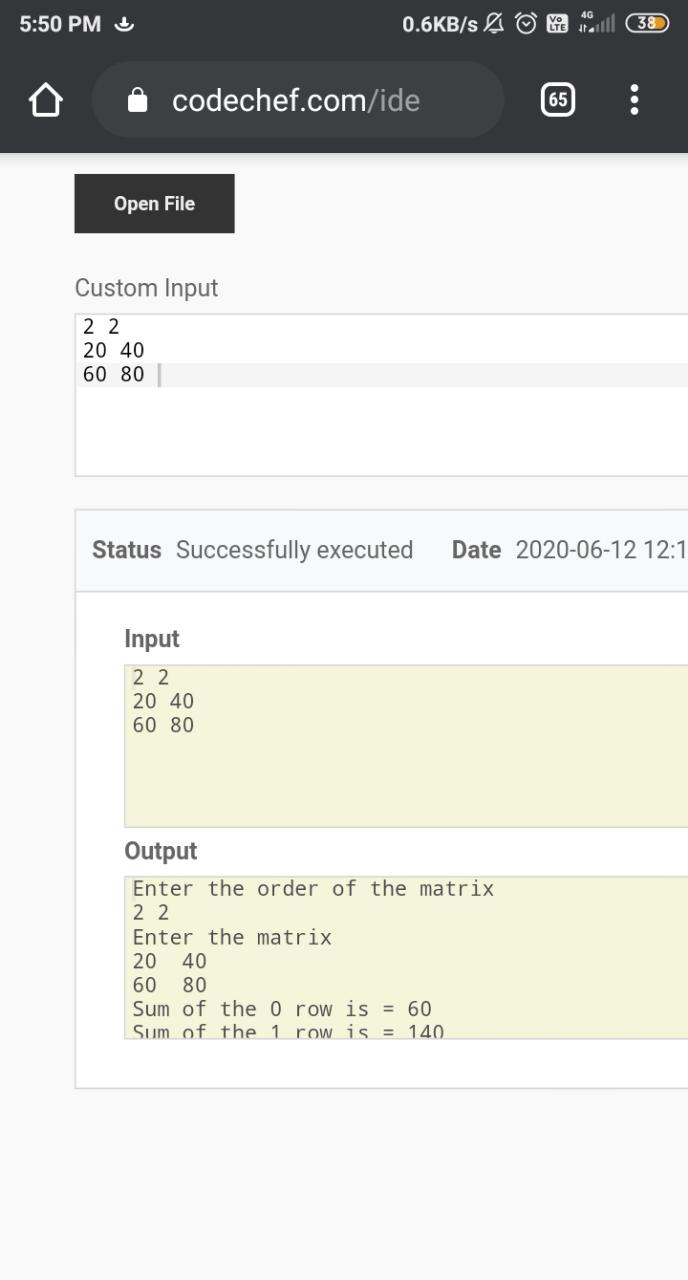 5:50 PM 0.6KB/s Vo LTE 4G 38
codechef.com/ide 65
Open File
Custom Input
2 2
20 40
60 80
Status Successfully executed Date 2020-06-12 12:1
Input
2 2
20 40
60 80
Output
Enter the order of the matrix
2 2
Enter the matrix
20  40
60  80
Sum of the 0 row is = 60
Sum of the 1 row is = 140